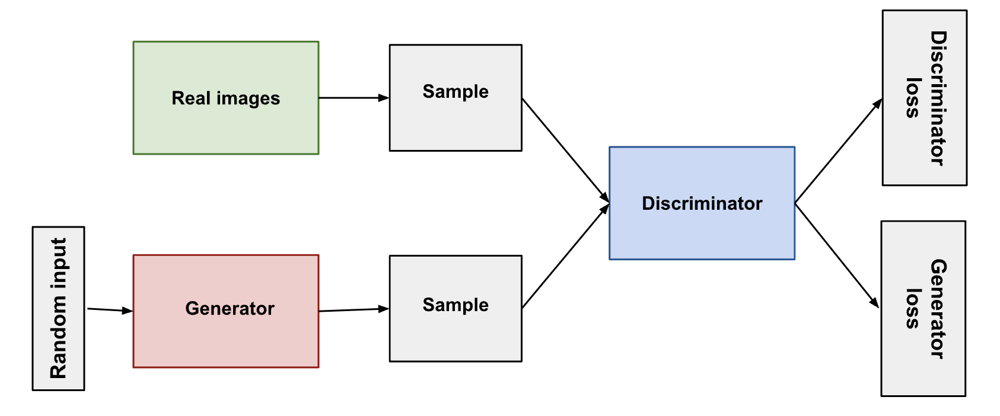 Real images
Sample
Discriminator
loss
Discriminator
Random input
Generator
Sample
Generator
loss